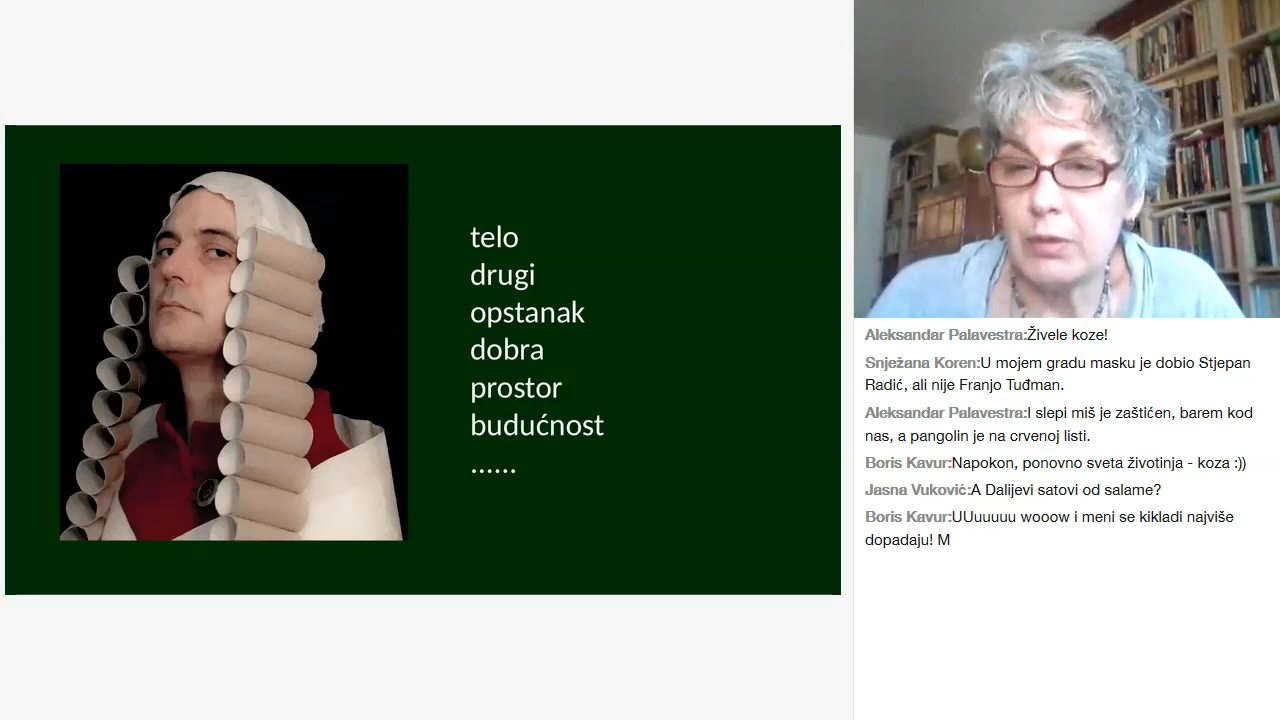 telo
drugi
opstanak
dobra
prostor
budućnost
......
Aleksandar Palavestra:Živele koze!
Snježana Koren:U mojem gradu masku je dobio Stjepan
Radić, ali nije Franjo Tuđman.
Aleksandar Palavestra:I slepi miš je zaštićen, barem kod
nas, a pangolin je na crvenoj listi.
Boris Kavur:Napokon, ponovno sveta životinja - koza :))
Jasna Vuković:A Dalijevi satovi od salame?
Boris Kavur:UUuuuuu wooow i meni se kikladi najviše
dopadaju! M